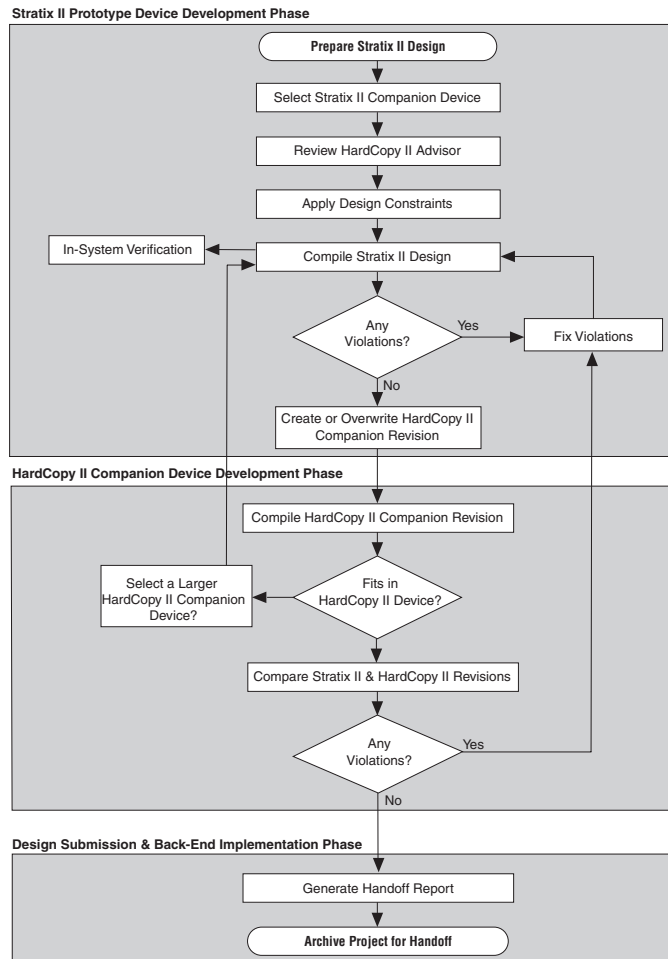 Stratix II Prototype Device Development Phase
Prepare Stratix II Design
Select Stratix II Companion Device
Review HardCopy II Advisor
Apply Design Constraints
In-System Verification
Compile Stratix II Design
Any
Violations?
Yes
Fix Violations
No
Create or Overwrite HardCopy II
Companion Revision
HardCopy II Companion Device Development Phase
Compile HardCopy II Companion Revision
Select a Larger
HardCopy II Companion
Device?
Fits in
HardCopy II Device?
Compare Stratix II & HardCopy II Revisions
Any
Violations?
Yes
No
Design Submission & Back-End Implementation Phase
Generate Handoff Report
Archive Project for Handoff